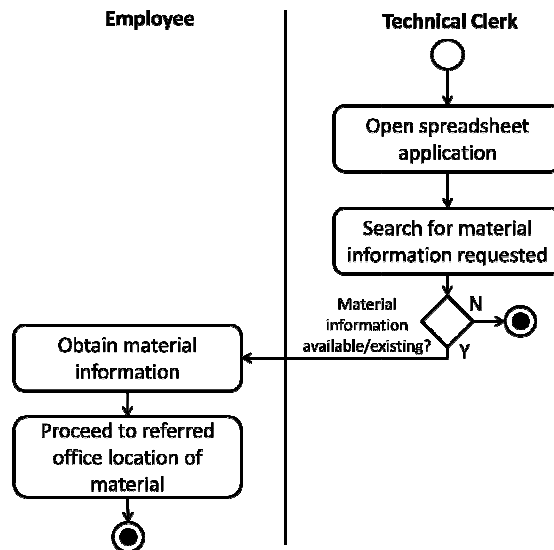 Employee
Technical Clerk
Open spreadsheet
application
Search for material
information requested
Material
information
available/existing?
N
Y
Obtain material
information
Proceed to referred
office location of
material